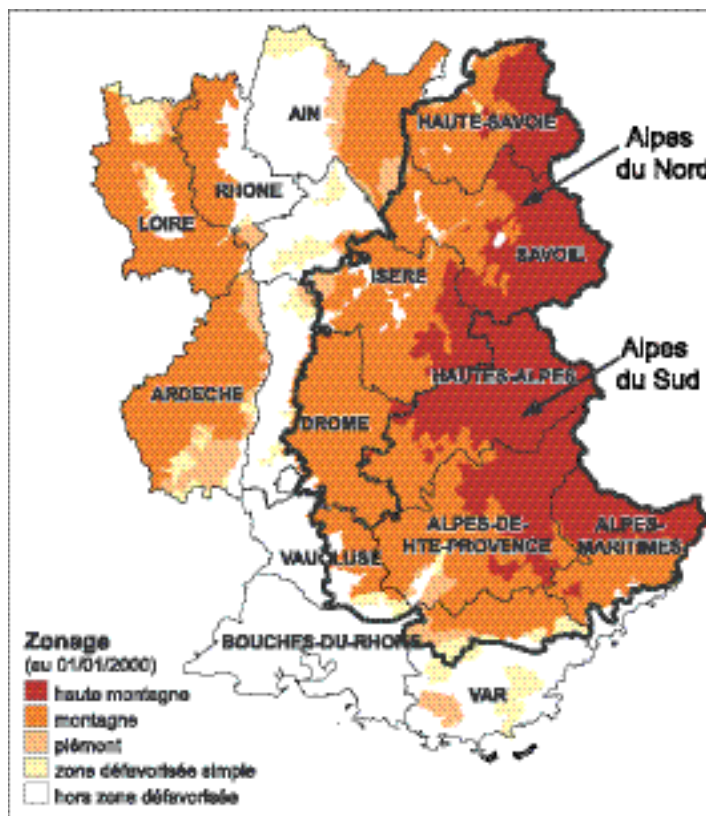 AIN
HAUTE-SAVOIE
Alpes
du Nord
RHONE
LOIRE
SAVOIE
ISERE
Alpes
du Sud
HAUTES-ALPES
ARDECHE
DROME
ALPES-DE-
HTE-PROVENCE
ALPES-
MARITIMES
VAUCLUSE
BOUCHES-DU-RHONE
VAR
Zonage
(au 01/01/2000)
haute montagne
montagne
piémont
zone défavorisée simple
hors zone défavorisée